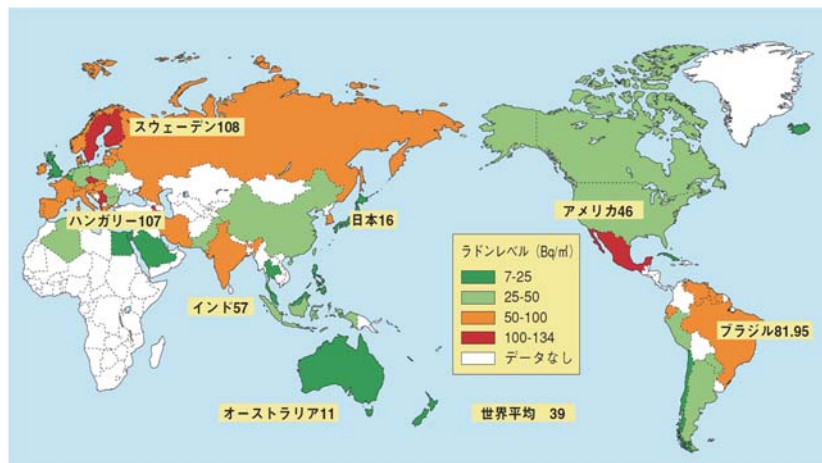 スウェーデン108
ハンガリー107
日本16
アメリカ46
ラドンレベル(Bq/㎥)
7-25
25-50
50-100
100-134
データなし
インド57
ブラジル81.95
オーストラリア11
世界平均 39